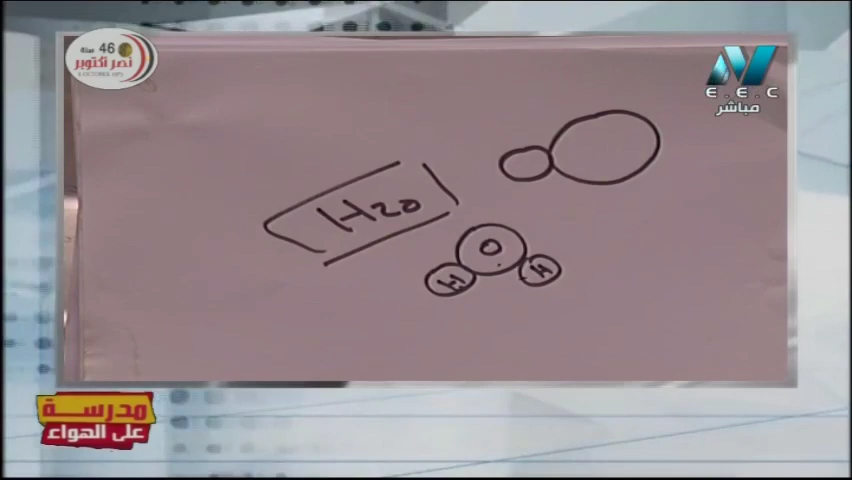 46 سنة
نصر أكتوبر
6 OCTOBER 1973
E.E.C
مباشر
H2O
O
H
H
مدرسة
على الهواء